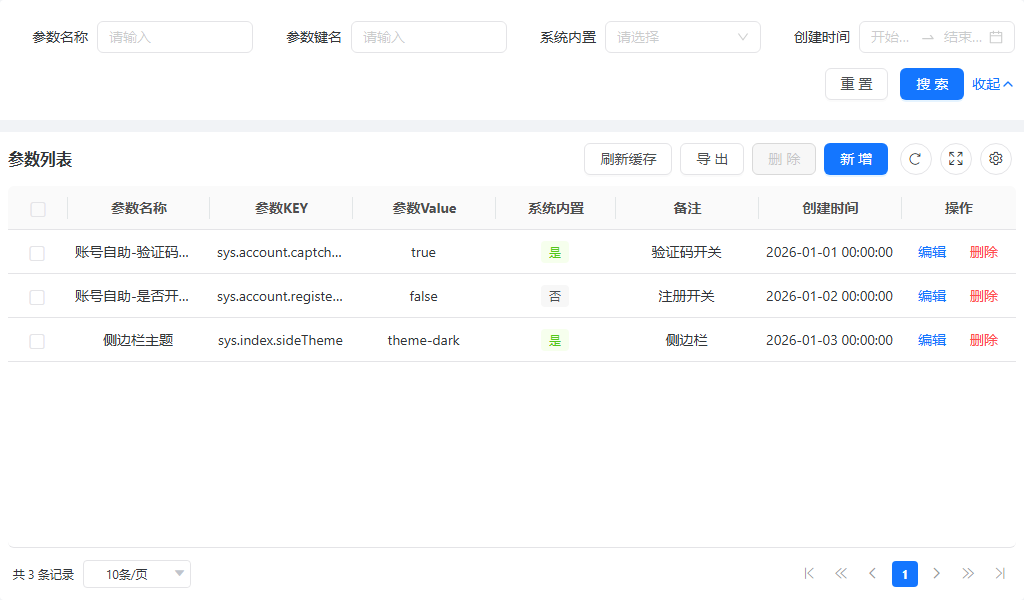 参数名称 请输入 参数键名 请输入 系统内置 请选择 创建时间 开始... 结束...
重 置 搜 索 收起
参数列表 刷新缓存 导 出 删 除 新 增
参数名称 参数KEY 参数Value 系统内置 备注 创建时间 操作
账号自助-验证码... sys.account.captch... true 是 验证码开关 2026-01-01 00:00:00 编辑 删除
账号自助-是否开... sys.account.registe... false 否 注册开关 2026-01-02 00:00:00 编辑 删除
侧边栏主题 sys.index.sideTheme theme-dark 是 侧边栏 2026-01-03 00:00:00 编辑 删除
共 3 条记录 10条/页 1